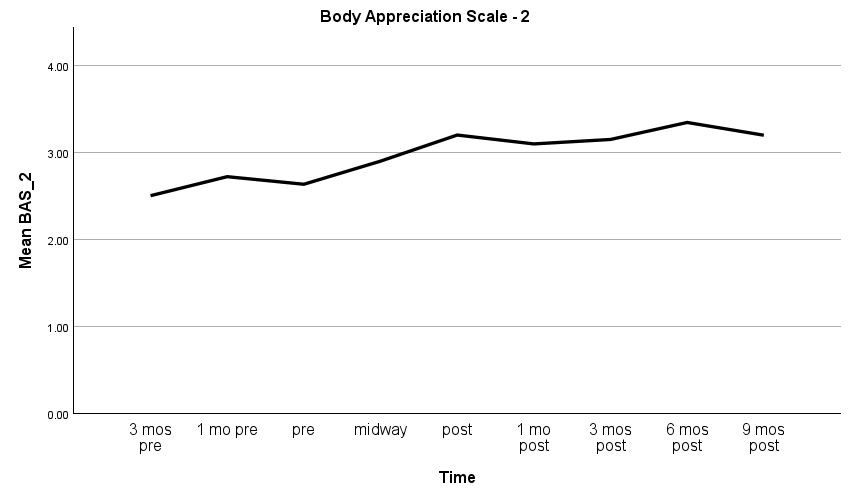 Body Appreciation Scale - 2
Mean BAS_2
4.00
3.00
2.00
1.00
0.00
3 mos
pre
1 mo pre
pre
midway
post
1 mo
post
3 mos
post
6 mos
post
9 mos
post
Time